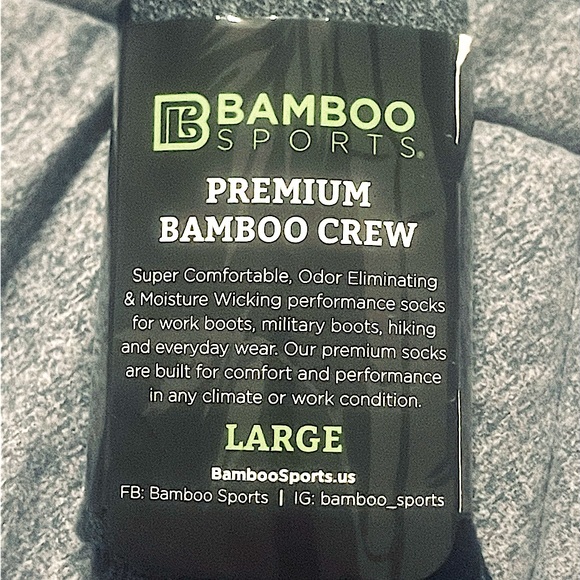 BAMBOO
SPORTS®
PREMIUM
BAMBOO CREW
Super Comfortable, Odor Eliminating
& Moisture Wicking performance socks
for work boots, military boots, hiking
and everyday wear. Our premium socks
are built for comfort and performance
in any climate or work condition.
LARGE
BambooSports.us
FB: Bamboo Sports | IG: bamboo_sports